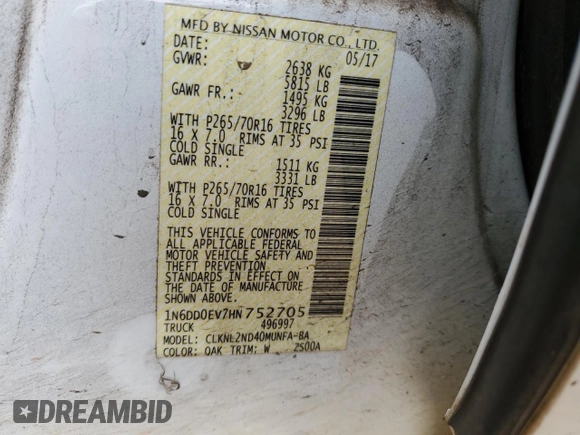 MFD BY NISSAN MOTOR CO., LTD.
DATE: 05/17
GVWR: 2638 KG
5815 LB
GAWR FR.: 1495 KG
3296 LB
WITH P265/70R16 TIRES
16 X 7.0 RIMS AT 35 PSI
COLD SINGLE
GAWR RR.: 1511 KG
3331 LB
WITH P265/70R16 TIRES
16 X 7.0 RIMS AT 35 PSI
COLD SINGLE
THIS VEHICLE CONFORMS TO
ALL APPLICABLE FEDERAL
MOTOR VEHICLE SAFETY AND
THEFT PREVENTION
STANDARDS IN EFFECT ON
THE DATE OF MANUFACTURE
SHOWN ABOVE.
1N6DD0EV7HN752705
TRUCK 496997
MODEL: CLKNL2ND40MUNFA-BA
COLOR: QAK TRIM: W 2500A
DREAMBID